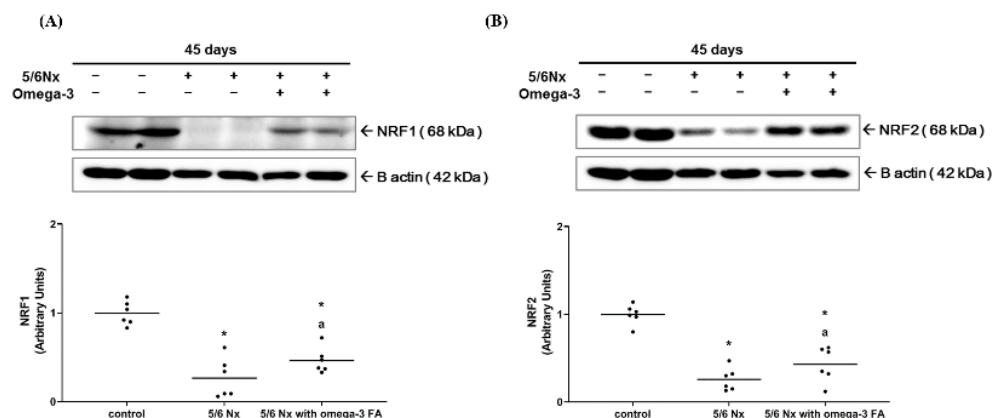 (A)
45 days
5/6Nx − − + + + +
Omega-3 + +
← NRF1 ( 68 kDa )
← B actin ( 42 kDa )
2
1
0
NRF1
(Arbitrary Units)
*
*
a
control 5/6 Nx 5/6 Nx with omega-3 FA
(B)
45 days
5/6Nx − − + + + +
Omega-3 + +
← NRF2 ( 68 kDa )
← B actin ( 42 kDa )
2
1
0
NRF2
(Arbitrary Units)
*
*
a
control 5/6 Nx 5/6 Nx with omega-3 FA